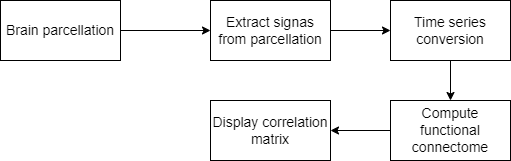 Brain parcellation
Extract signas
from parcellation
Time series
conversion
Compute
functional
connectome
Display correlation
matrix